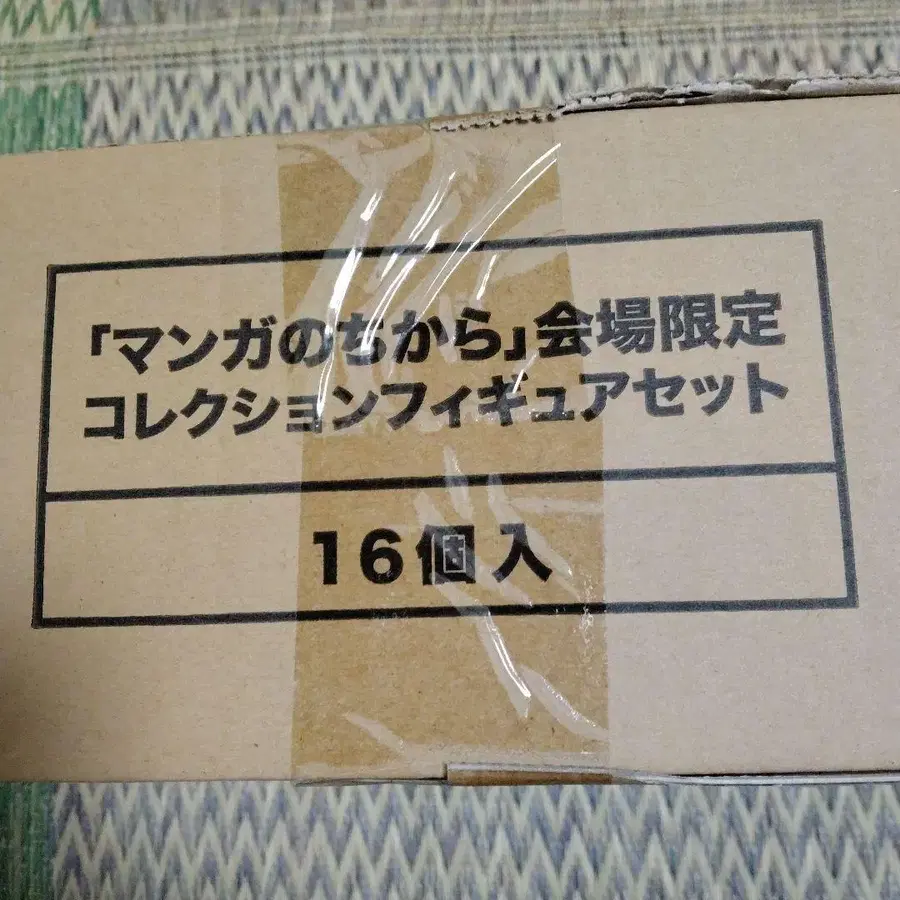 「マンガのちから」会場限定
コレクションフィギュアセット
16個入